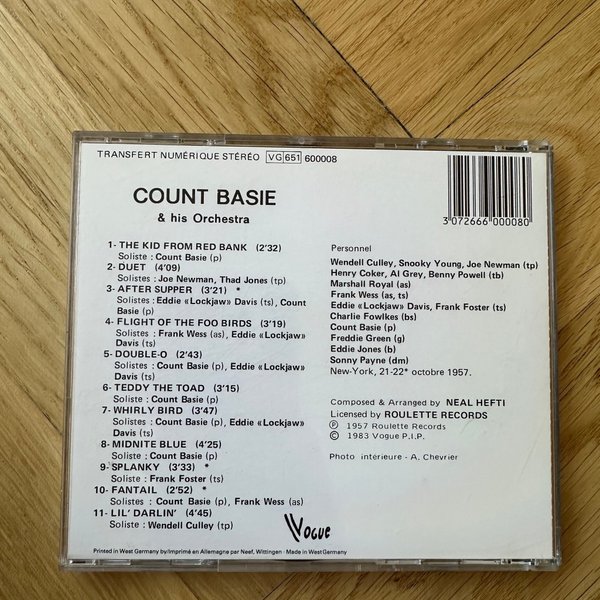 TRANSFERT NUMÉRIQUE STÉRÉO VG 651 600008
COUNT BASIE
& his Orchestra
1- THE KID FROM RED BANK (2'32)
Soliste : Count Basie (p)
2- DUET (4'09)
Solistes : Joe Newman, Thad Jones (tp)
3- AFTER SUPPER (3'21) *
Solistes : Eddie «Lockjaw» Davis (ts), Count
Basie (p)
4- FLIGHT OF THE FOO BIRDS (3'19)
Solistes : Frank Wess (as), Eddie «Lockjaw»
Davis (ts)
5- DOUBLE-O (2'43)
Solistes : Count Basie (p), Eddie «Lockjaw»
Davis (ts)
6- TEDDY THE TOAD (3'15)
Soliste : Count Basie (p)
7- WHIRLY BIRD (3'47)
Solistes : Count Basie (p), Eddie «Lockjaw»
Davis (ts)
8- MIDNITE BLUE (4'25)
Soliste : Count Basie (p)
9- SPLANKY (3'33) *
Soliste : Frank Foster (ts)
10- FANTAIL (2'52) *
Solistes : Count Basie (p), Frank Wess (as)
11- LIL' DARLIN' (4'45)
Soliste : Wendell Culley (tp)
3 072666 000080
Personnel
Wendell Culley, Snooky Young, Joe Newman (tp)
Henry Coker, Al Grey, Benny Powell (tb)
Marshall Royal (as)
Frank Wess (as, ts)
Eddie «Lockjaw» Davis, Frank Foster (ts)
Charlie Fowlkes (bs)
Count Basie (p)
Freddie Green (g)
Eddie Jones (b)
Sonny Payne (dm)
New-York, 21-22* octobre 1957.
Composed & Arranged by NEAL HEFTI
Licensed by ROULETTE RECORDS
Ⓟ 1957 Roulette Records
© 1983 Vogue P.I.P.
Photo intérieure - A. Chevrier
Vogue
Printed in West Germany by/Imprimé en Allemagne par Neef, Wittingen - Made in West Germany